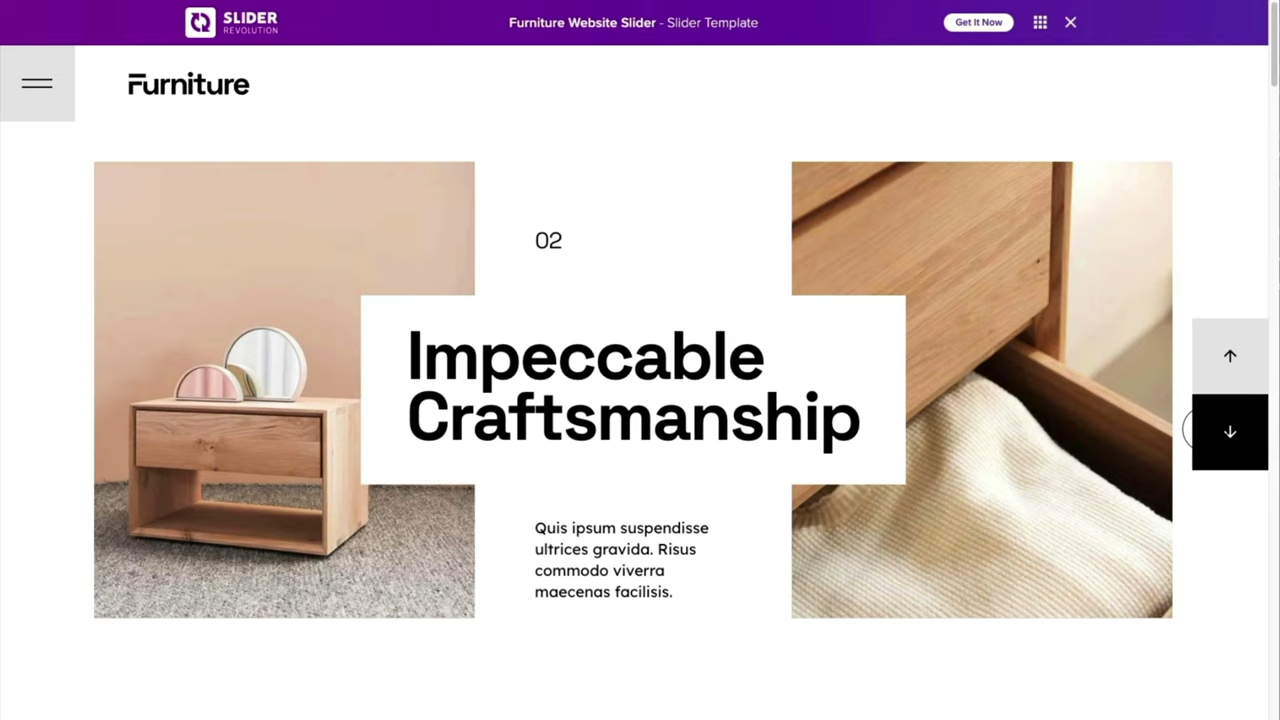 SLIDER
REVOLUTION
Furniture Website Slider - Slider Template
Get It Now
Furniture
02
Impeccable
Craftsmanship
Quis ipsum suspendisse
ultrices gravida. Risus
commodo viverra
maecenas facilisis.